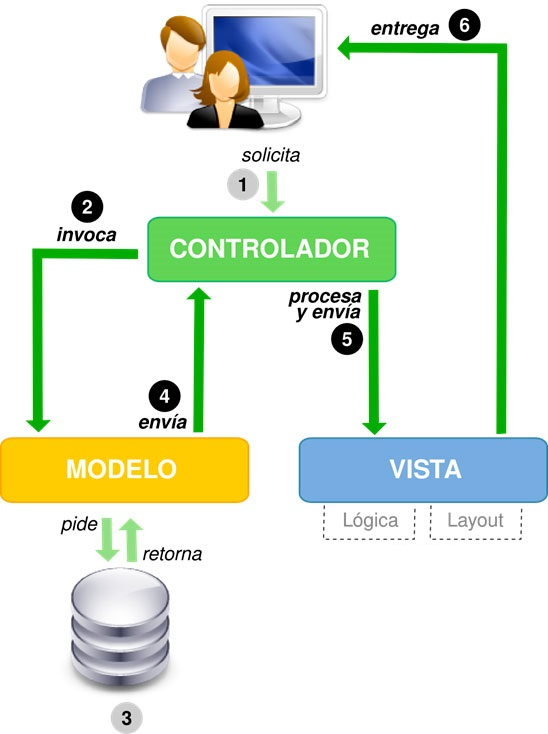 entrega 6
solicita
1
2
invoca
CONTROLADOR
procesa
y envía
5
4
envía
MODELO
VISTA
Lógica
Layout
pide
retorna
3